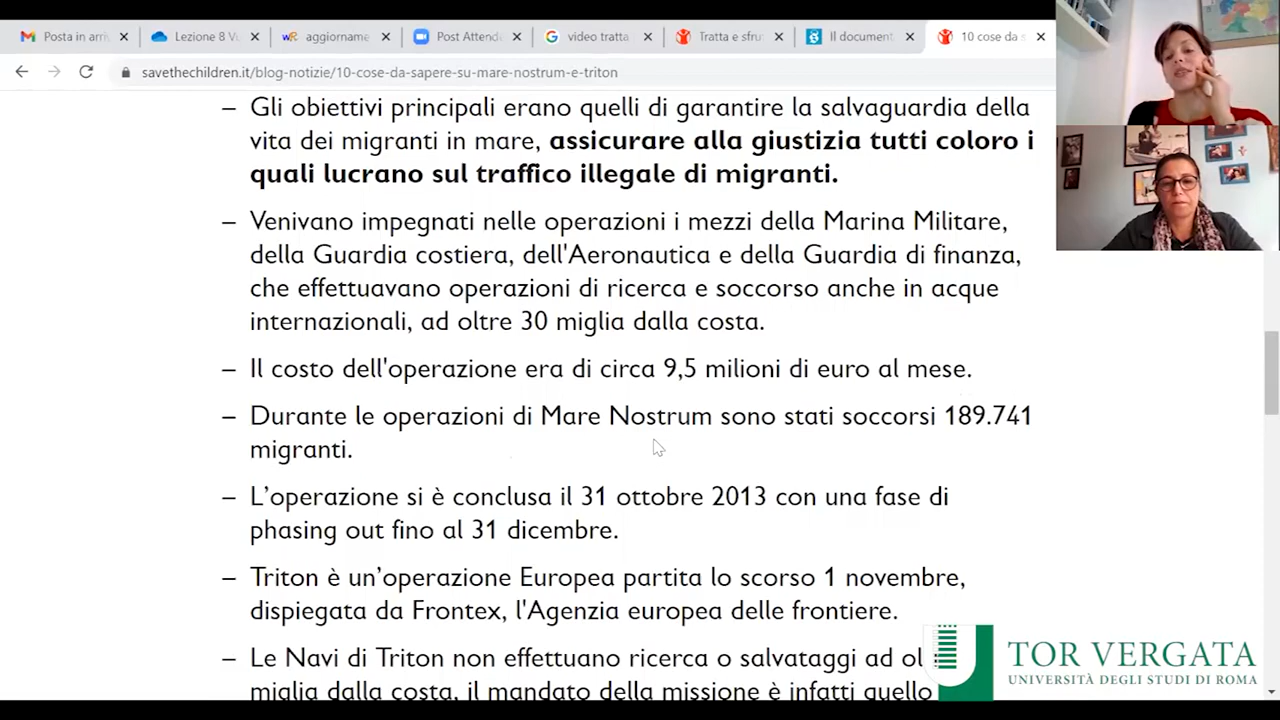 Posta in arri
Lezione 8 Vu
aggiorname
Post Attende
video tratta
Tratta e sfru
Il document
10 cose da s
savethechildren.it/blog-notizie/10-cose-da-sapere-su-mare-nostrum-e-triton
– Gli obiettivi principali erano quelli di garantire la salvaguardia della
vita dei migranti in mare, assicurare alla giustizia tutti coloro i
quali lucrano sul traffico illegale di migranti.
– Venivano impegnati nelle operazioni i mezzi della Marina Militare,
della Guardia costiera, dell'Aeronautica e della Guardia di finanza,
che effettuavano operazioni di ricerca e soccorso anche in acque
internazionali, ad oltre 30 miglia dalla costa.
– Il costo dell'operazione era di circa 9,5 milioni di euro al mese.
– Durante le operazioni di Mare Nostrum sono stati soccorsi 189.741
migranti.
– L'operazione si è conclusa il 31 ottobre 2013 con una fase di
phasing out fino al 31 dicembre.
– Triton è un'operazione Europea partita lo scorso 1 novembre,
dispiegata da Frontex, l'Agenzia europea delle frontiere.
– Le Navi di Triton non effettuano ricerca o salvataggi ad ol
miglia dalla costa, il mandato della missione è infatti quello
TOR VERGATA
UNIVERSITÀ DEGLI STUDI DI ROMA